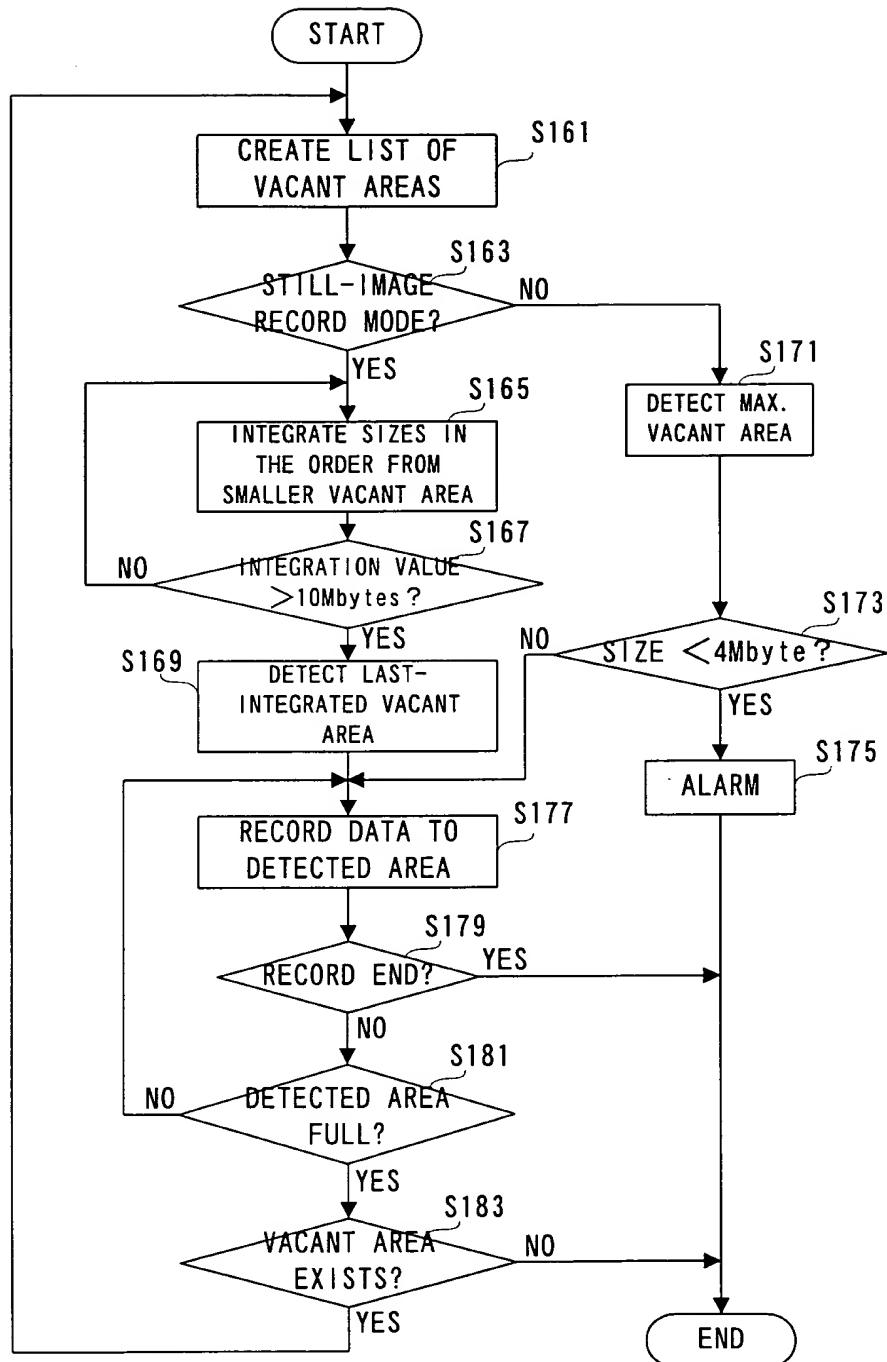 START
S161
CREATE LIST OF
VACANT AREAS
S163
STILL-IMAGE
RECORD MODE?
NO
YES
S171
DETECT MAX.
VACANT AREA
S165
INTEGRATE SIZES IN
THE ORDER FROM
SMALLER VACANT AREA
S167
INTEGRATION VALUE
>10Mbytes?
NO
YES
S173
SIZE <4Mbyte?
NO
YES
S169
DETECT LAST-
INTEGRATED VACANT
AREA
S175
ALARM
S177
RECORD DATA TO
DETECTED AREA
S179
RECORD END?
YES
NO
S181
DETECTED AREA
FULL?
NO
YES
S183
VACANT AREA
EXISTS?
NO
YES
END